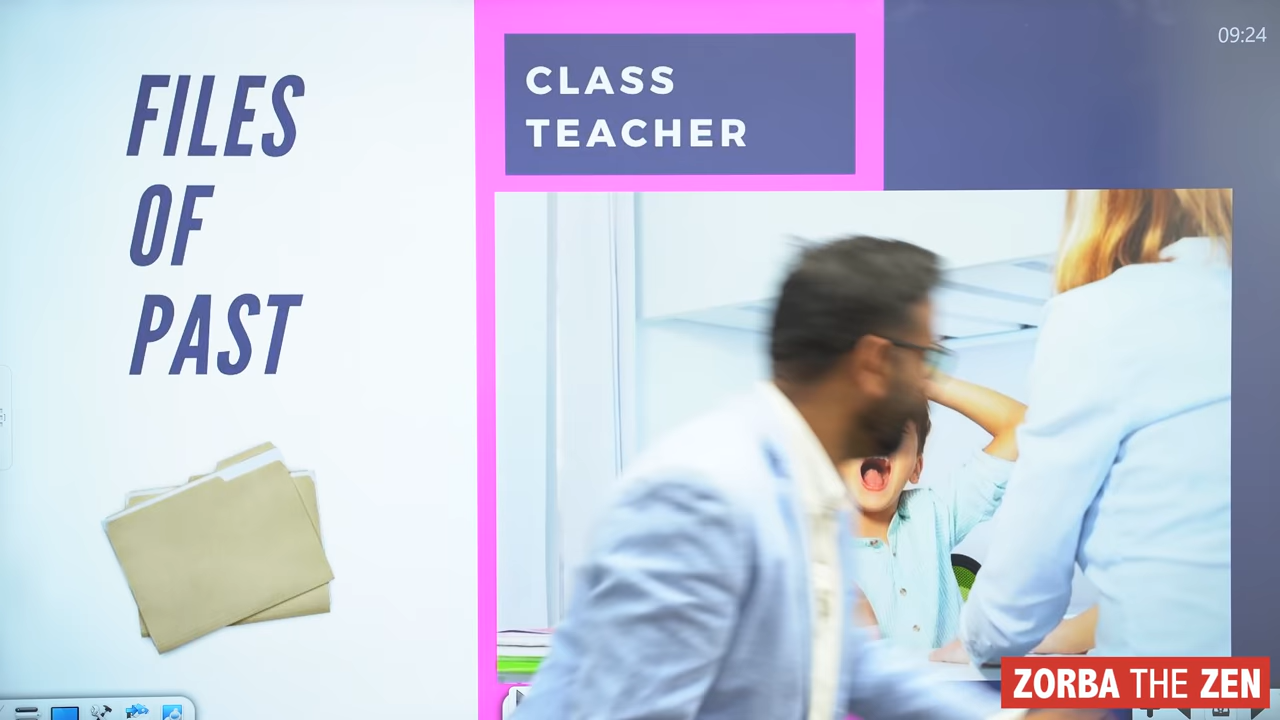 FILES
OF
PAST
CLASS
TEACHER
09:24
ZORBA THE ZEN